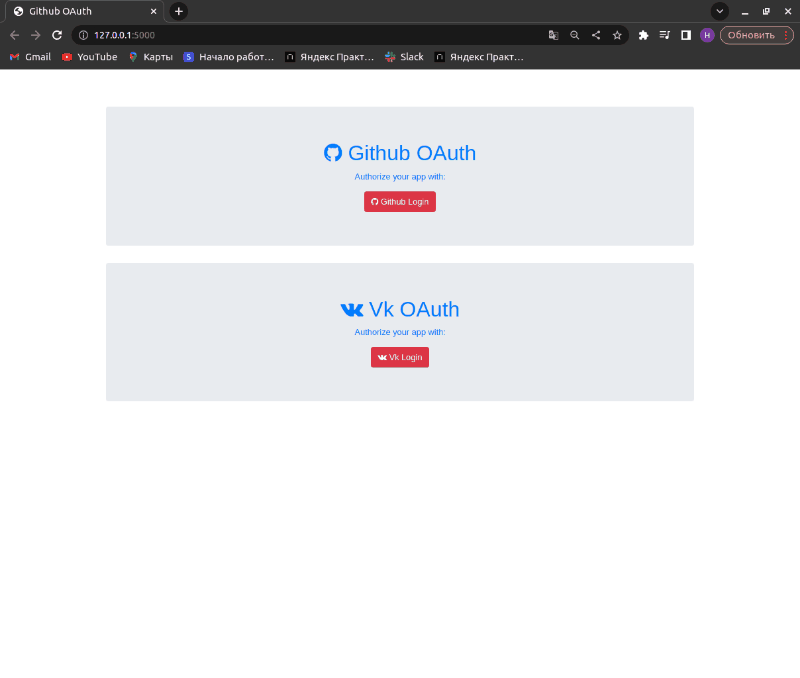 Github OAuth
127.0.0.1:5000
Н
Обновить
Gmail
YouTube
Карты
S
Начало работ...
Яндекс Практ...
Slack
Яндекс Практ...
Github OAuth
Authorize your app with:
Github Login
Vk OAuth
Authorize your app with:
Vk Login